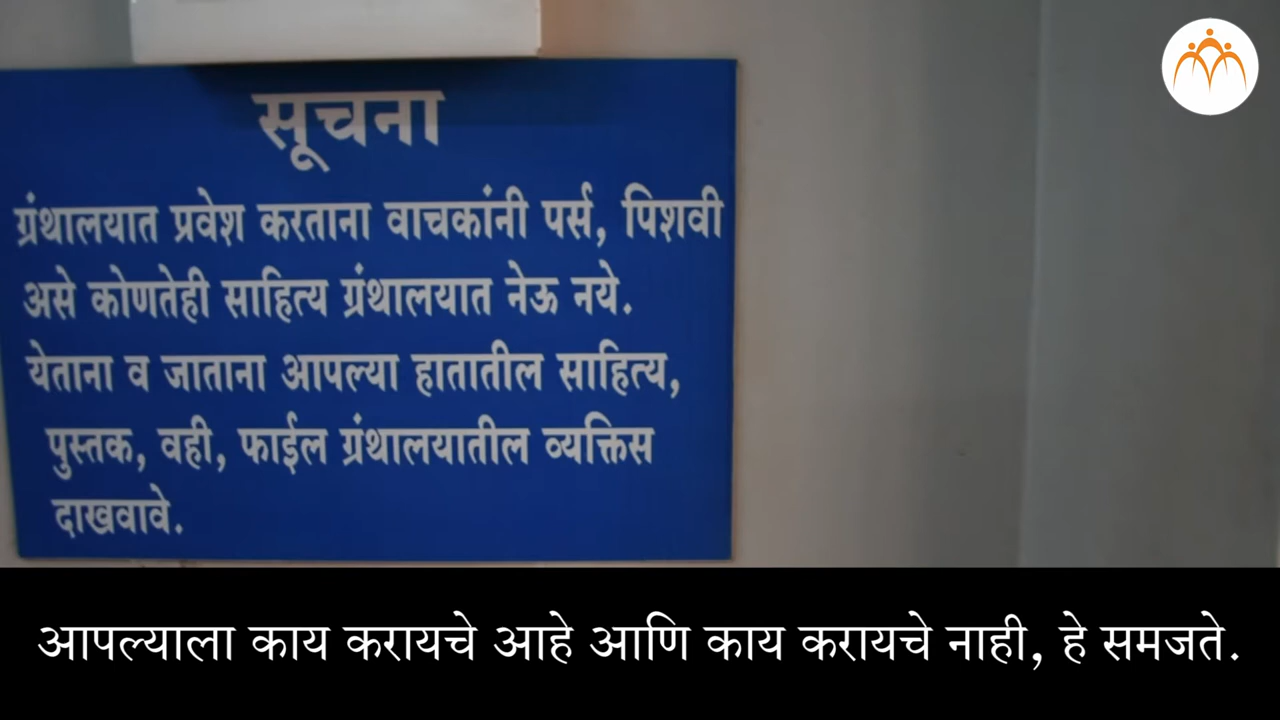 सूचना
ग्रंथालयात प्रवेश करताना वाचकांनी पर्स, पिशवी
असे कोणतेही साहित्य ग्रंथालयात नेऊ नये.
येताना व जाताना आपल्या हातातील साहित्य,
पुस्तक, वही, फाईल ग्रंथालयातील व्यक्तिस
दाखवावे.
आपल्याला काय करायचे आहे आणि काय करायचे नाही, हे समजते.